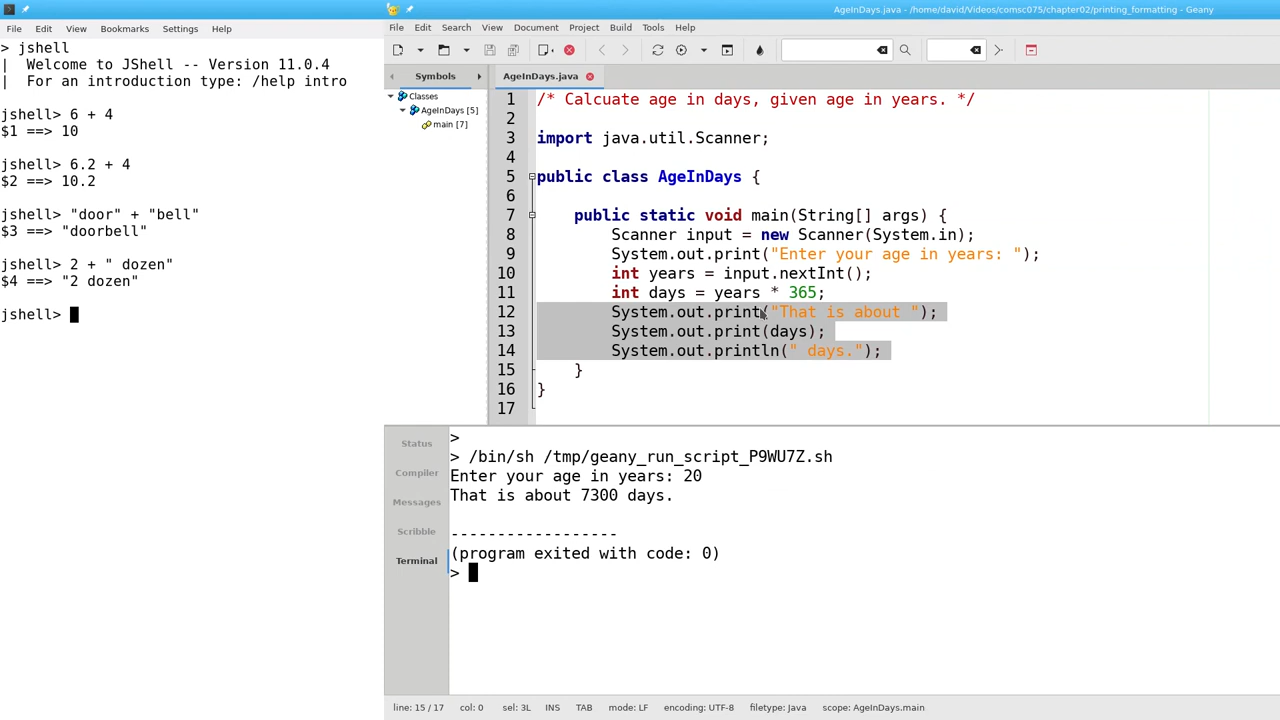 File Edit View Bookmarks Settings Help
> jshell
| Welcome to JShell -- Version 11.0.4
| For an introduction type: /help intro
jshell> 6 + 4
$1 ==> 10
jshell> 6.2 + 4
$2 ==> 10.2
jshell> "door" + "bell"
$3 ==> "doorbell"
jshell> 2 + " dozen"
$4 ==> "2 dozen"
jshell>
AgeInDays.java - /home/david/Videos/comsc075/chapter02/printing_formatting - Geany
File Edit Search View Document Project Build Tools Help
Symbols
Classes
AgeInDays [5]
main [7]
AgeInDays.java
1 /* Calcuate age in days, given age in years. */
2
3 import java.util.Scanner;
4
5 public class AgeInDays {
6
7 public static void main(String[] args) {
8 Scanner input = new Scanner(System.in);
9 System.out.print("Enter your age in years: ");
10 int years = input.nextInt();
11 int days = years * 365;
12 System.out.print("That is about ");
13 System.out.print(days);
14 System.out.println(" days.");
15 }
16 }
17
Status
Compiler
Messages
Scribble
Terminal
>
> /bin/sh /tmp/geany_run_script_P9WU7Z.sh
Enter your age in years: 20
That is about 7300 days.
------------------
(program exited with code: 0)
>
line: 15 / 17 col: 0 sel: 3L INS TAB mode: LF encoding: UTF-8 filetype: Java scope: AgeInDays.main